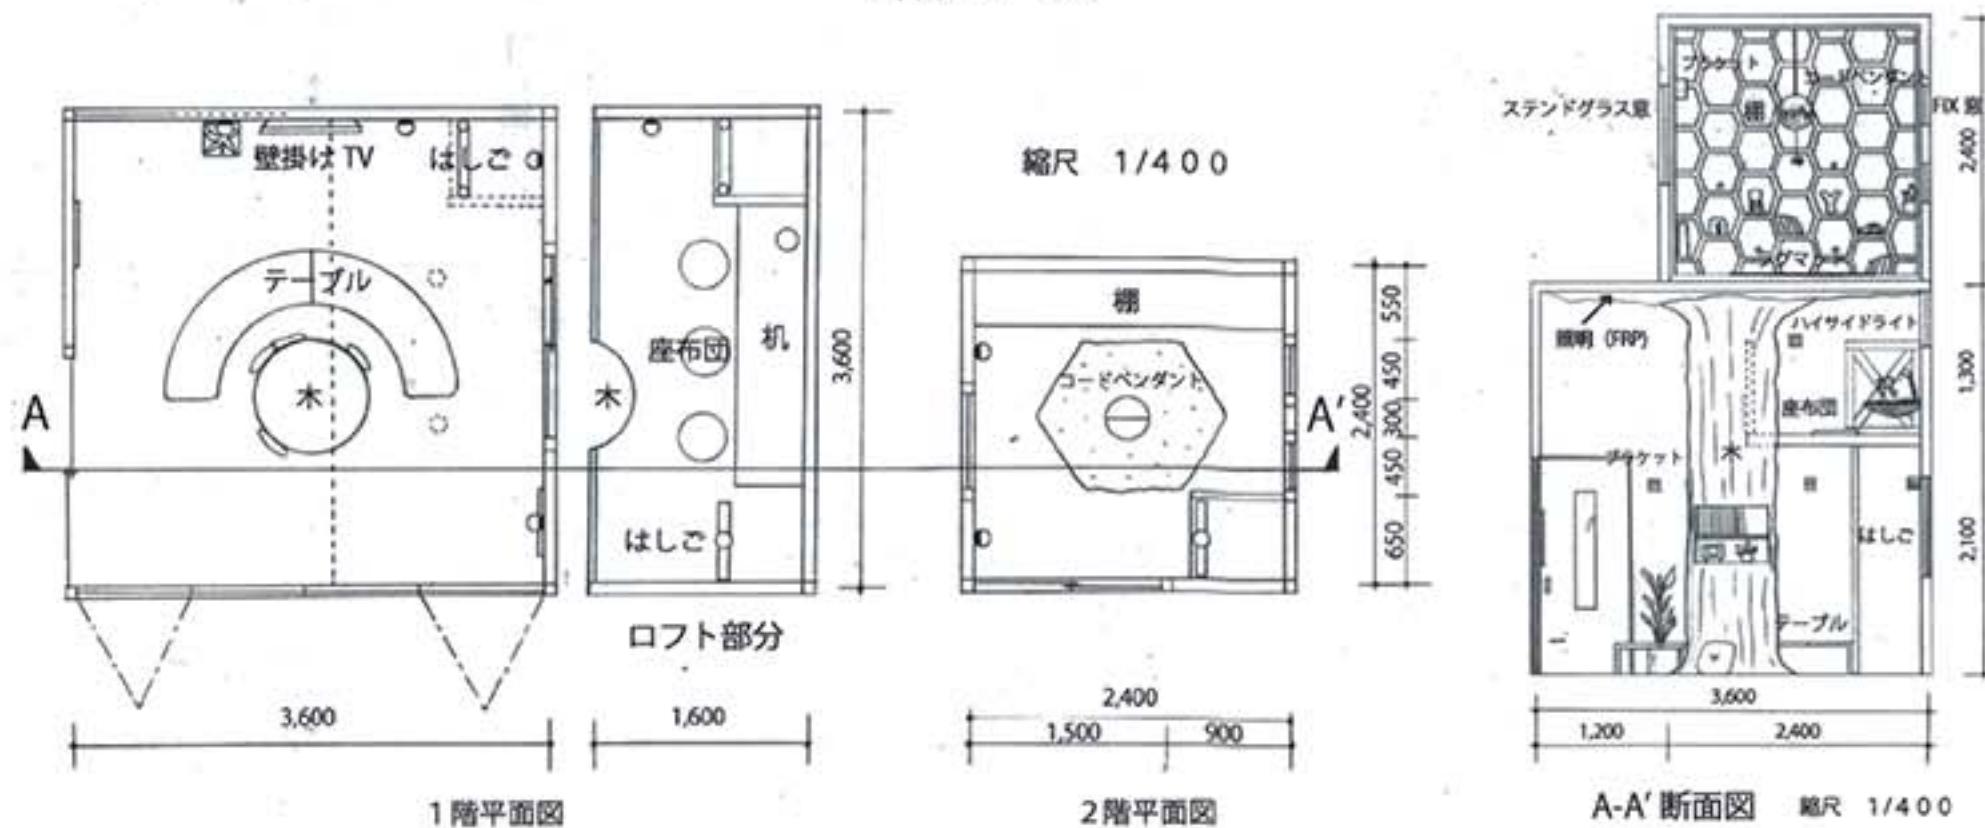 壁掛け TV
はしご
テーブル
木
A
3,600
1階平面図
座布団
机
木
はしご
3,600
ロフト部分
1,600
縮尺 1/400
棚
コードペンダント
A'
550
450
300
450
650
2,400
2,400
1,500
900
2階平面図
ステンドグラス窓
ブラケット
コードペンダント
棚
FIX 窓
ラグマット
2,400
照明 (FRP)
ハイサイドライト
座布団
1,300
ブラケット
木
はしご
テーブル
2,100
3,600
1,200
2,400
A-A' 断面図 縮尺 1/400